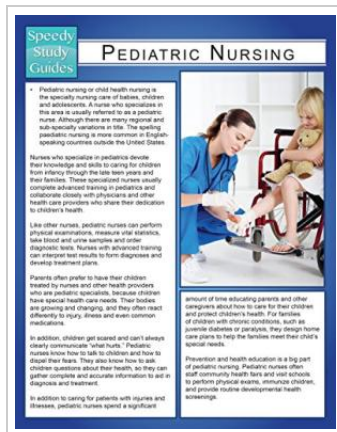 Speedy
Study
Guides
PEDIATRIC NURSING
• Pediatric nursing or child health nursing is
the specialty nursing care of babies, children
and adolescents. A nurse who specializes in
this area is usually referred to as a pediatric
nurse. Although there are many regional and
sub-specialty variations in title. The spelling
paediatric nursing is more common in English-
speaking countries outside the United States.
Nurses who specialize in pediatrics devote
their knowledge and skills to caring for children
from infancy through the late teen years and
their families. These specialized nurses usually
complete advanced training in pediatrics and
collaborate closely with physicians and other
health care providers who share their dedication
to children's health.
Like other nurses, pediatric nurses can perform
physical examinations, measure vital statistics,
take blood and urine samples and order
diagnostic tests. Nurses with advanced training
can interpret test results to form diagnoses and
develop treatment plans.
Parents often prefer to have their children
treated by nurses and other health providers
who are pediatric specialists, because children
have special health care needs. Their bodies
are growing and changing, and they often react
differently to injury, illness and even common
medications.
In addition, children get scared and can't always
clearly communicate "what hurts." Pediatric
nurses know how to talk to children and how to
dispel their fears. They also know how to ask
children questions about their health, so they can
gather complete and accurate information to aid in
diagnosis and treatment.
In addition to caring for patients with injuries and
illnesses, pediatric nurses spend a significant
amount of time educating parents and other
caregivers about how to care for their children
and protect children's health. For families
of children with chronic conditions, such as
juvenile diabetes or paralysis, they design home
care plans to help the families meet their child's
special needs.
Prevention and health education is a big part
of pediatric nursing. Pediatric nurses often
staff community health fairs and visit schools
to perform physical exams, immunize children,
and provide routine developmental health
screenings.